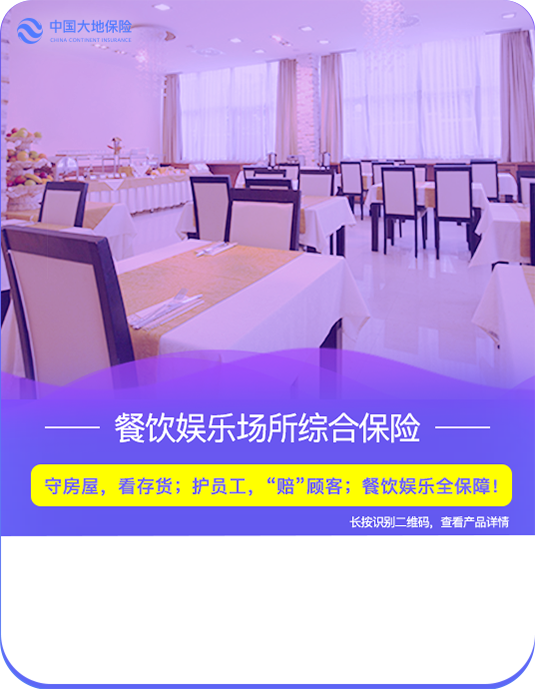 中国大地保险
CHINA CONTINENT INSURANCE
餐饮娱乐场所综合保险
守房屋，看存货；护员工，“赔”顾客；餐饮娱乐全保障！
长按识别二维码，查看产品详情